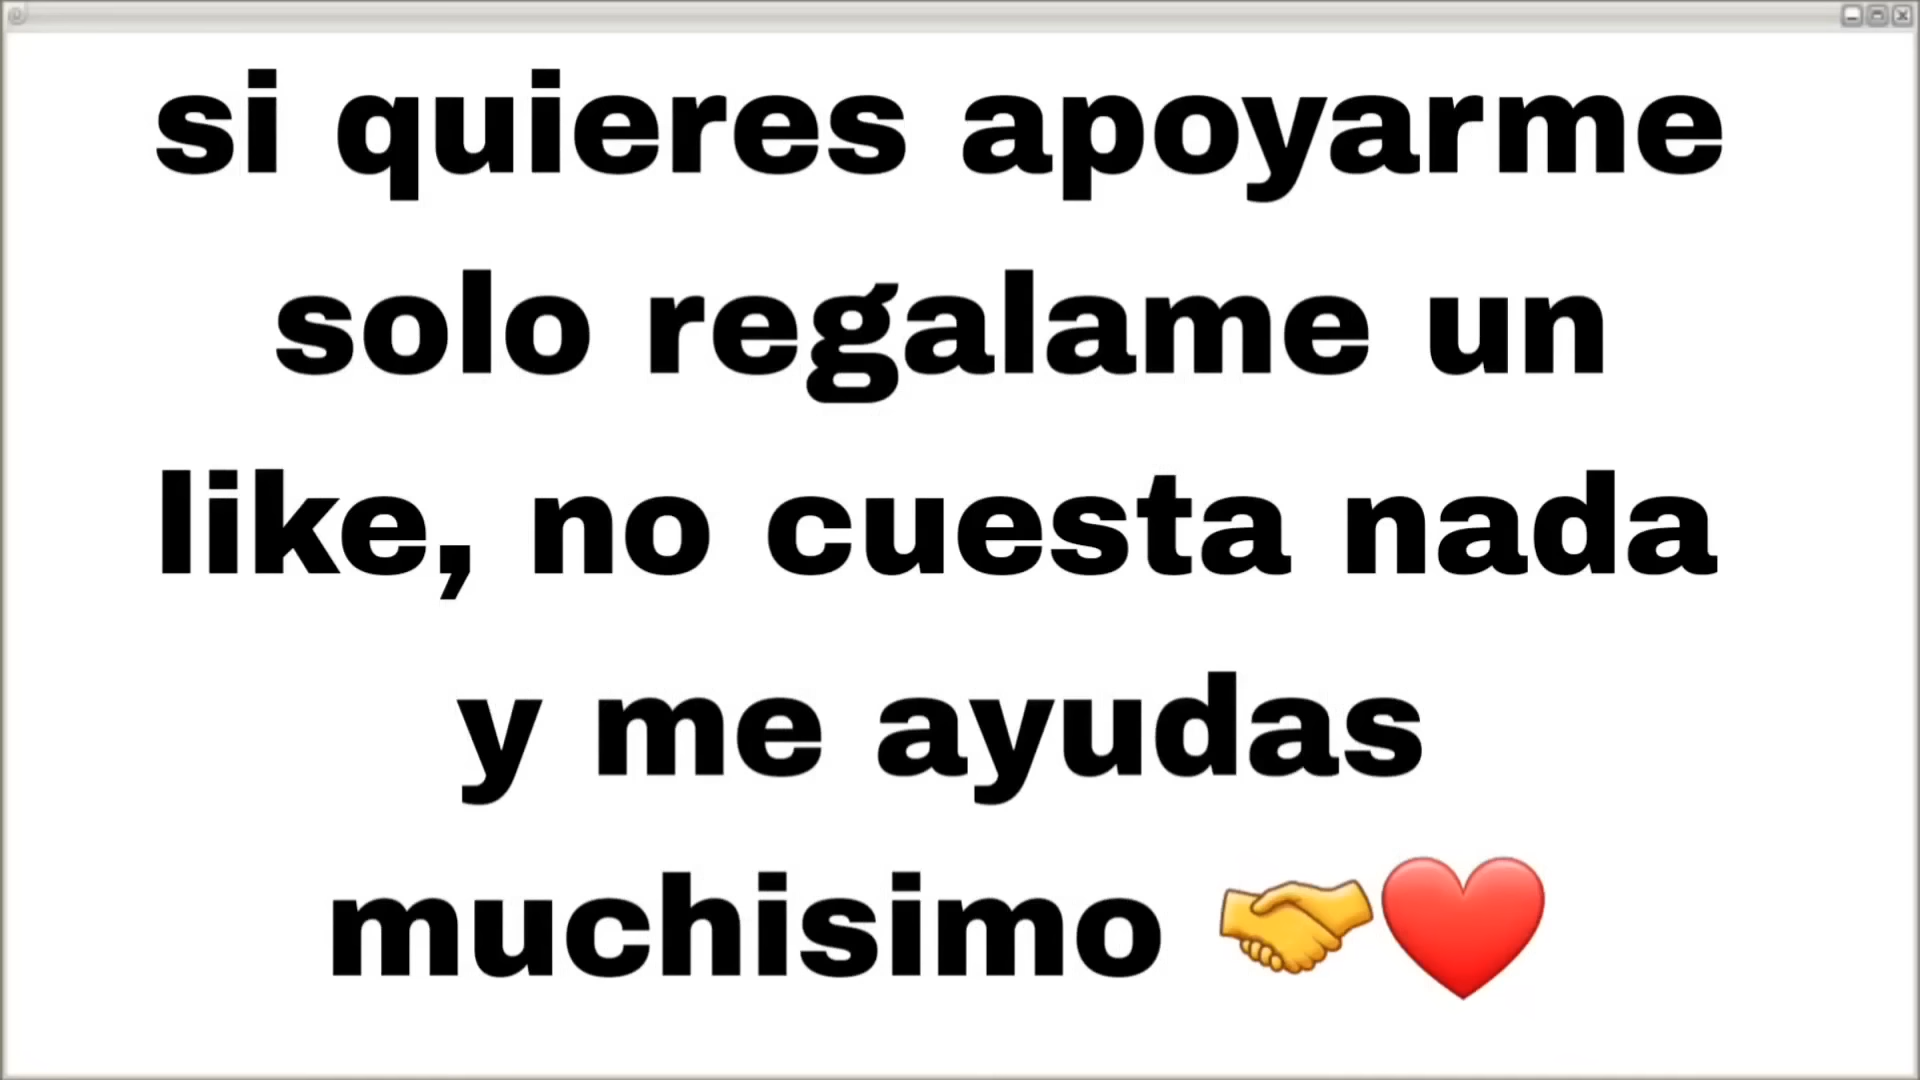 si quieres apoyarme
solo regalame un
like, no cuesta nada
y me ayudas
muchisimo 🤝❤️